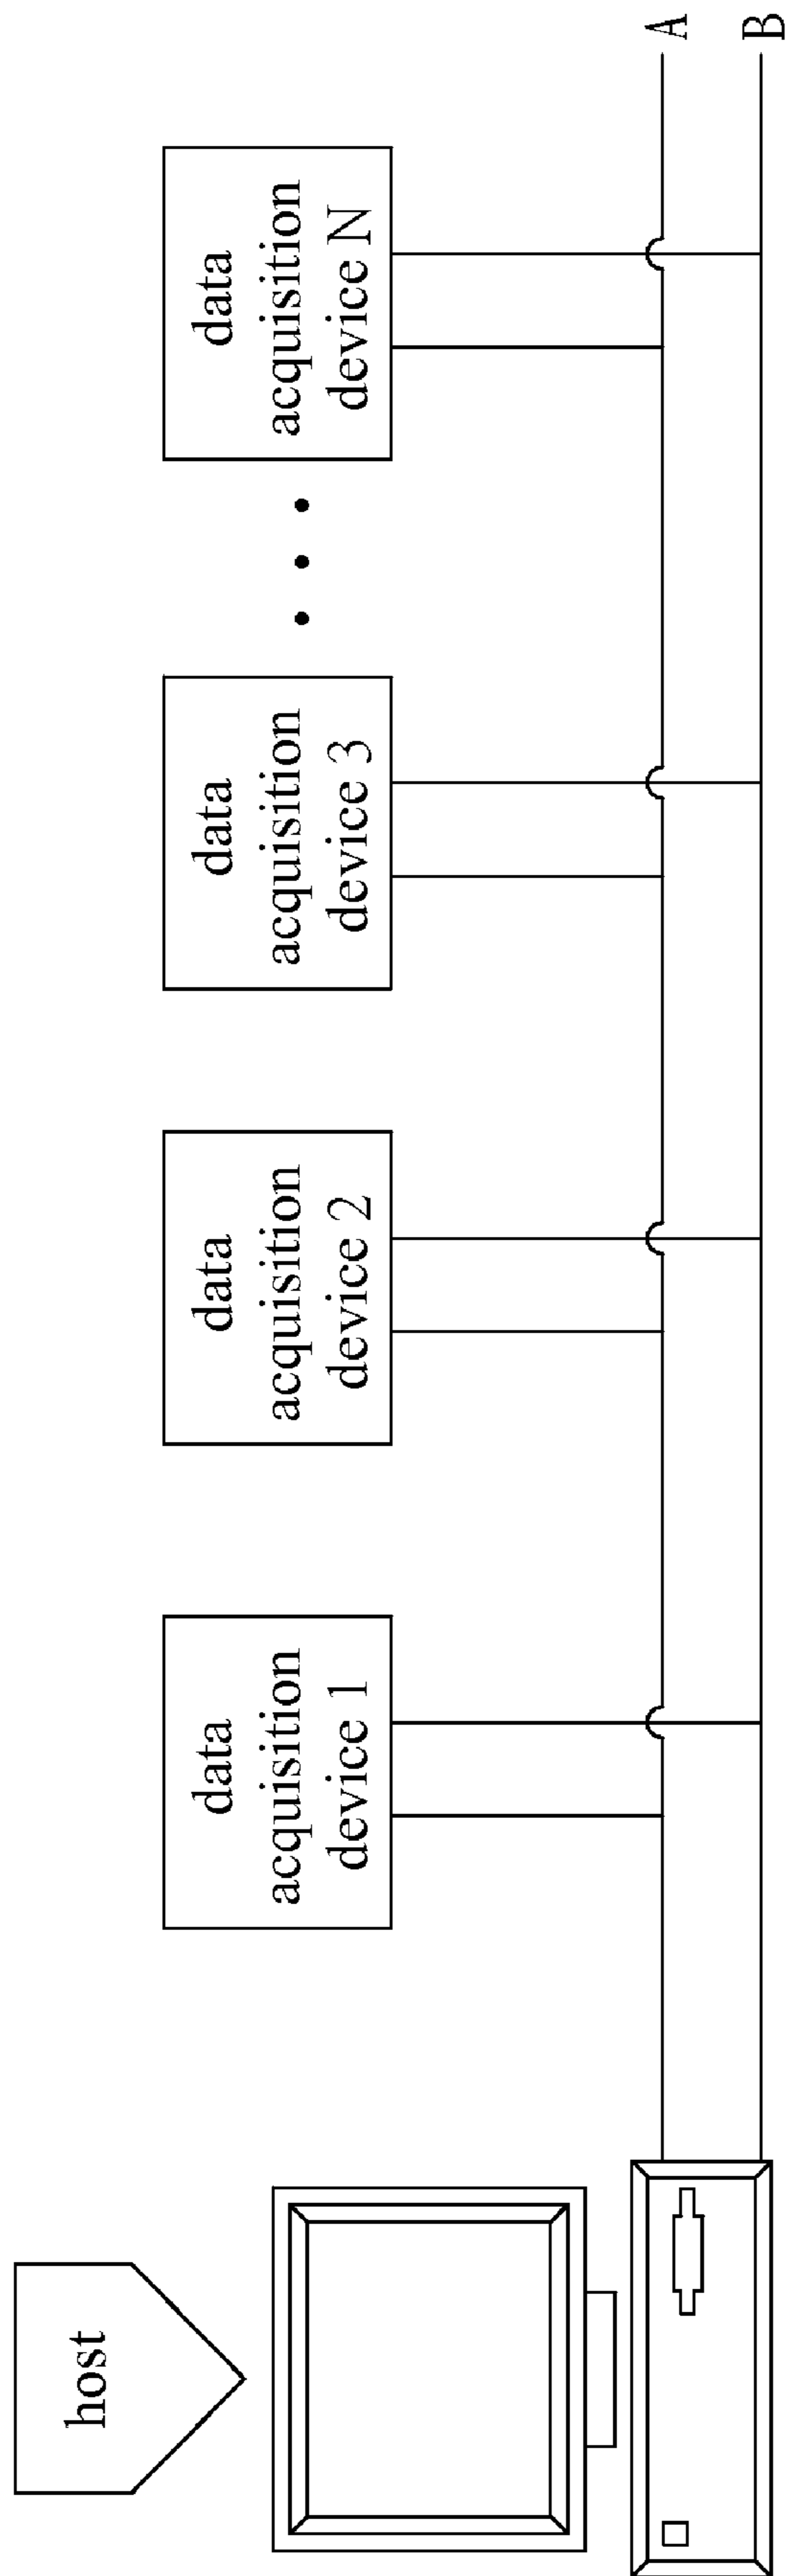 host
data
acquisition
device 1
data
acquisition
device 2
data
acquisition
device 3
data
acquisition
device N
A
B